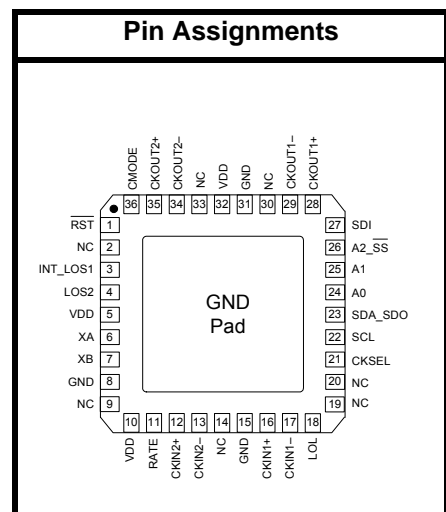 Pin Assignments
CMODE
CKOUT2+
CKOUT2–
NC
VDD
GND
NC
CKOUT1–
CKOUT1+
36 35 34 33 32 31 30 29 28
RST 1
NC 2
INT_LOS1 3
LOS2 4
VDD 5
XA 6
XB 7
GND 8
NC 9
GND
Pad
27 SDI
26 A2_SS
25 A1
24 A0
23 SDA_SDO
22 SCL
21 CKSEL
20 NC
19 NC
10 11 12 13 14 15 16 17 18
VDD
RATE
CKIN2+
CKIN2–
NC
GND
CKIN1+
CKIN1–
LOL